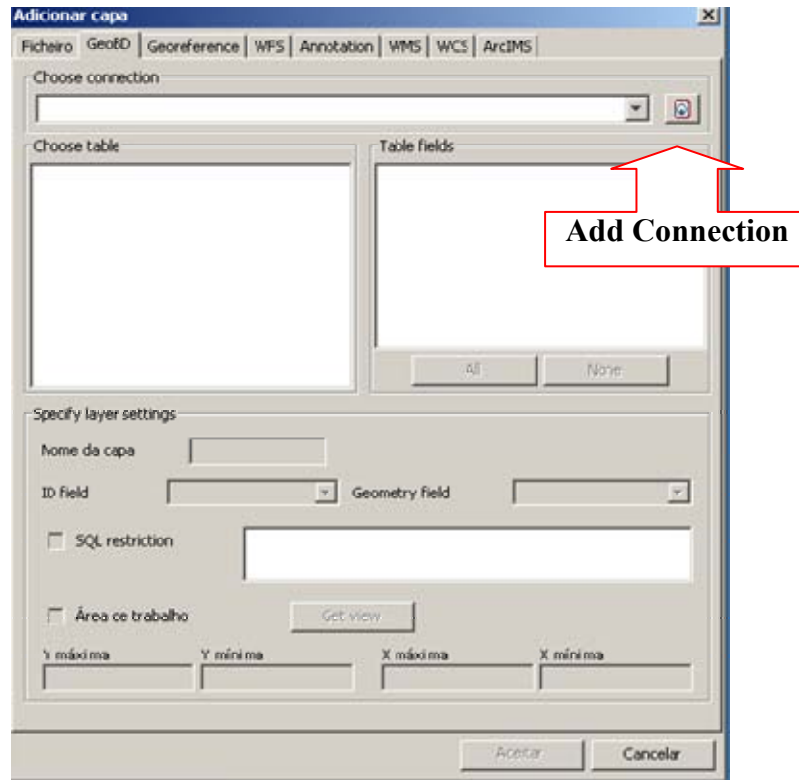 Adicionar capa
Ficheiro GeoBD Georeference WFS Annotation WMS WCS ArcIMS
Choose connection
Choose table Table fields
Add Connection
All None
Specify layer settings
Nome da capa
ID field Geometry field
SQL restriction
Área de trabalho Get view
Y máxima Y mínima X máxima X mínima
Aceitar Cancelar